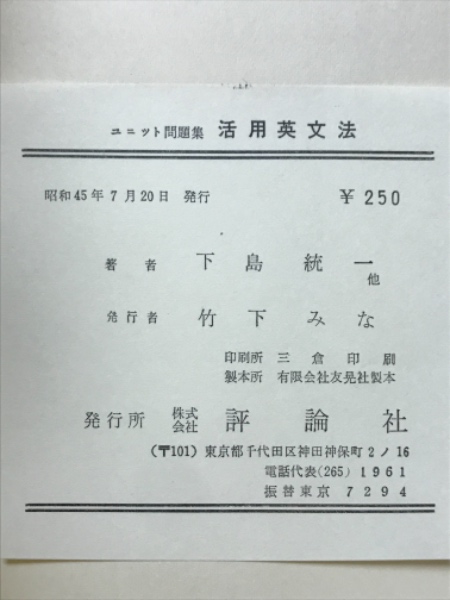 ユニット問題集 活用英文法
昭和45年7月20日 発行 ¥250
著者 下島統一
他
発行者 竹下みな
印刷所 三倉印刷
製本所 有限会社友晃社製本
発行所 株式会社 評論社
(〒101) 東京都千代田区神田神保町2ノ16
電話代表(265) 1961
振替東京 7294